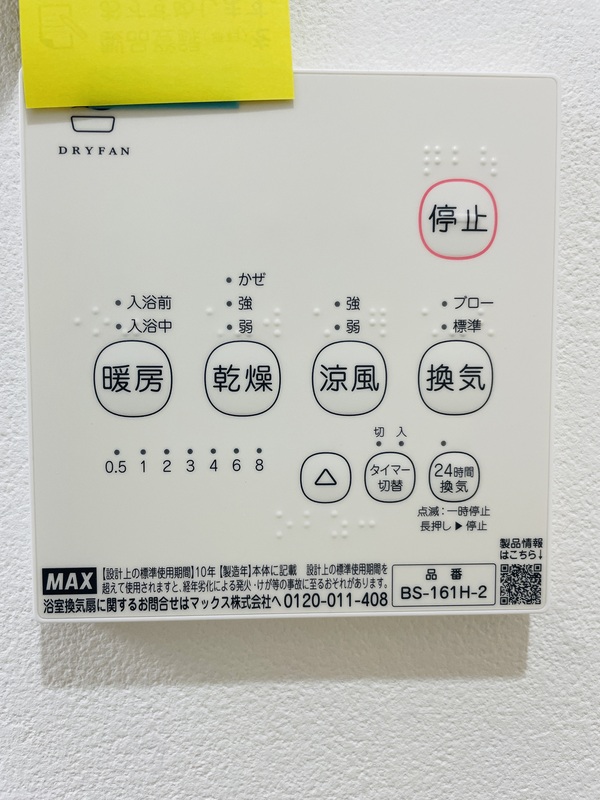 DRYFAN
停止
かぜ
入浴前
強
強
ブロー
入浴中
弱
弱
標準
暖房
乾燥
涼風
換気
切 入
0.5 1 2 3 4 6 8
△
タイマー
切替
24時間
換気
点滅：一時停止
長押し▶停止
製品情報
はこちら↓
MAX
【設計上の標準使用期間】10年【製造年】本体に記載 設計上の標準使用期間を
超えて使用されますと、経年劣化による発火・けが等の事故に至るおそれがあります。
浴室換気扇に関するお問合せはマックス株式会社へ 0120-011-408
品番
BS-161H-2